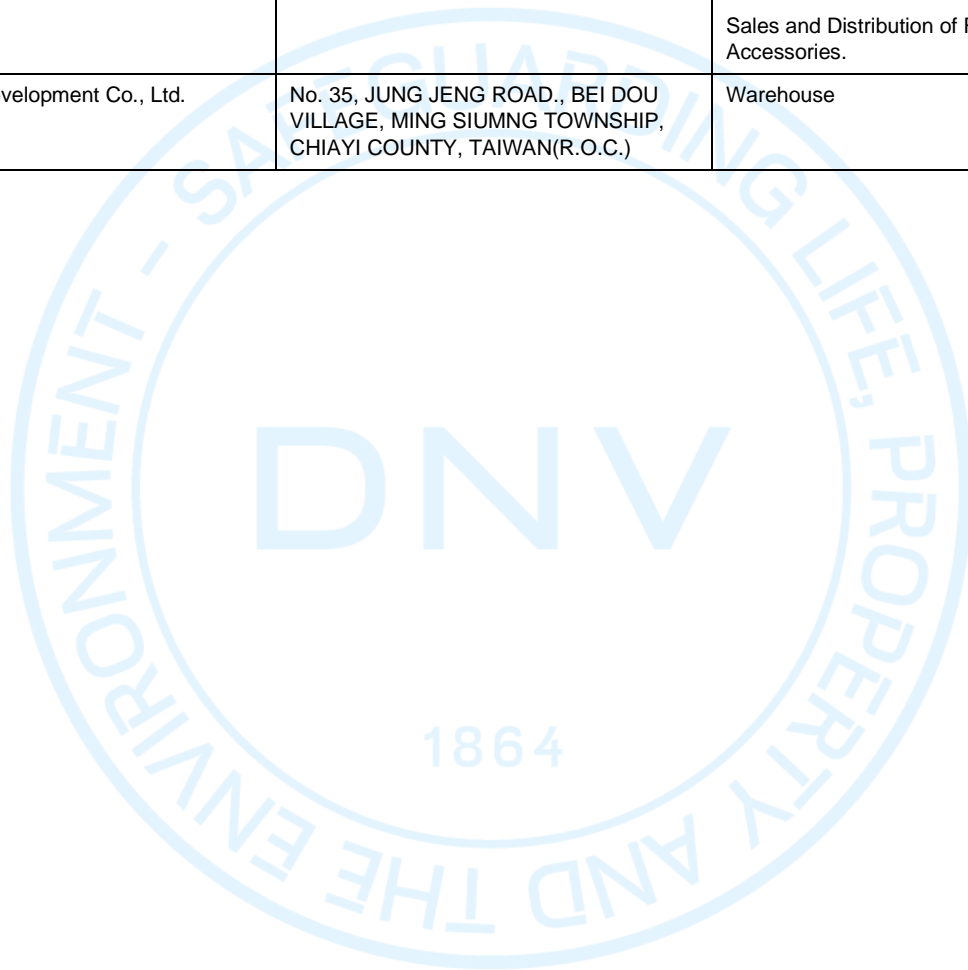 Sales and Distribution of
Accessories.
velopment Co., Ltd.
No. 35, JUNG JENG ROAD., BEI DOU
VILLAGE, MING SIUMNG TOWNSHIP,
CHIAYI COUNTY, TAIWAN(R.O.C.)
Warehouse
SAFEGUARDING LIFE, PROPERTY AND THE ENVIRONMENT -
DNV
1864